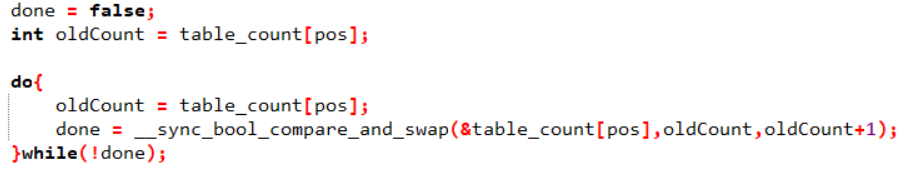 done = false;
int oldCount = table_count[pos];
do{
oldCount = table_count[pos];
done = __sync_bool_compare_and_swap(&table_count[pos],oldCount,oldCount+1);
}while(!done);